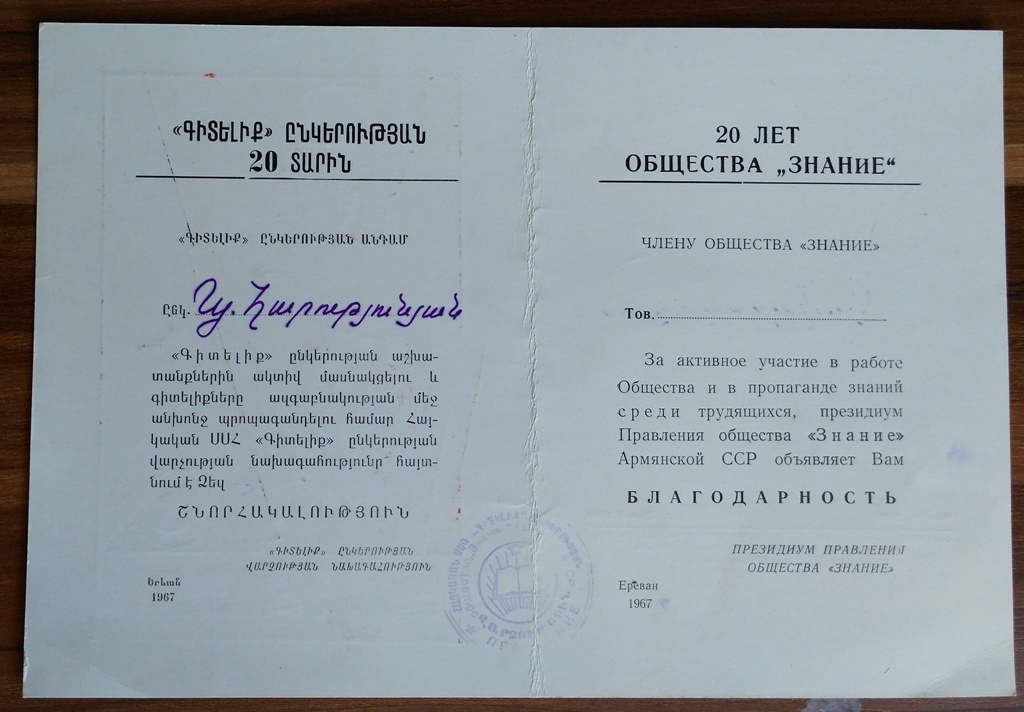 «ԳԻՏԵԼԻՔ» ԸՆԿԵՐՈՒԹՅԱՆ
20 ՏԱՐԻՆ
«ԳԻՏԵԼԻՔ» ԸՆԿԵՐՈՒԹՅԱՆ ԱՆԴԱՄ
Ընկ. Հարությունյան
«Գիտելիք» ընկերության աշխա-
տանքներին ակտիվ մասնակցելու և
գիտելիքները ազգաբնակության մեջ
անխոնջ պրոպագանդելու համար Հայ-
կական ՍՍՀ «Գիտելիք» ընկերության
վարչության նախագահությունը հայտ-
նում է Ձեզ
ՇՆՈՐՀԱԿԱԼՈՒԹՅՈՒՆ
«ԳԻՏԵԼԻՔ» ԸՆԿԵՐՈՒԹՅԱՆ
ՎԱՐՉՈՒԹՅԱՆ ՆԱԽԱԳԱՀՈՒԹՅՈՒՆ
Երևան
1967
20 ЛЕТ
ОБЩЕСТВА „ЗНАНИЕ“
ЧЛЕНУ ОБЩЕСТВА «ЗНАНИЕ»
Тов.
За активное участие в работе
Общества и в пропаганде знаний
среди трудящихся, президиум
Правления общества «Знание»
Армянской ССР объявляет Вам
БЛАГОДАРНОСТЬ
ПРЕЗИДИУМ ПРАВЛЕНИЯ
ОБЩЕСТВА «ЗНАНИЕ»
Ереван
1967